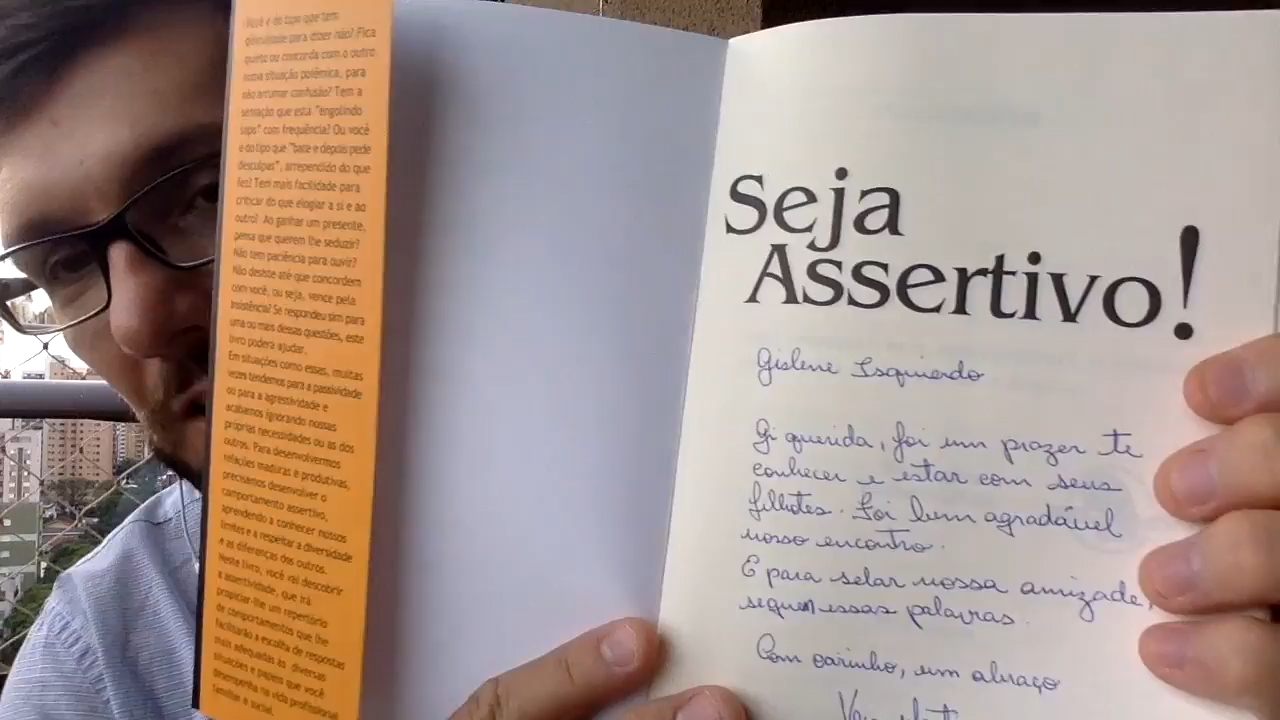 Você é do tipo que tem
dificuldade para dizer não? Fica
quieto ou concorda com o outro
numa situação polêmica, para
não arrumar confusão? Tem a
sensação que está "engolindo
sapo" com frequência? Ou você
é do tipo que "bate e depois pede
desculpas", arrependido do que
fez? Tem mais facilidade para
criticar do que elogiar a si e ao
outro? Ao ganhar um presente,
pensa que querem lhe seduzir?
Não tem paciência para ouvir?
Não desiste até que concordem
com você, ou seja, vence pela
insistência? Se respondeu sim para
uma ou mais dessas questões, este
livro poderá ajudar.
Em situações como essas, muitas
vezes tendemos para a passividade
ou para a agressividade e
acabamos ignorando nossas
próprias necessidades ou as dos
outros. Para desenvolvermos
relações maduras e produtivas,
precisamos desenvolver o
comportamento assertivo,
aprendendo a conhecer nossos
limites e a respeitar a diversidade
e as diferenças dos outros.
Neste livro, você vai descobrir
a assertividade, que irá
propiciar-lhe um repertório
de comportamentos que lhe
facilitarão a escolha de respostas
mais adequadas às diversas
situações e papéis que você
desempenha na vida profissional,
familiar e social.
Seja
Assertivo!
Gislene Isquierdo
Gi querida, foi um prazer te
conhecer e estar com seus
filhotes. Foi bem agradável
nosso encontro.
E para selar nossa amizade,
seguem essas palavras.
Com carinho, um abraço